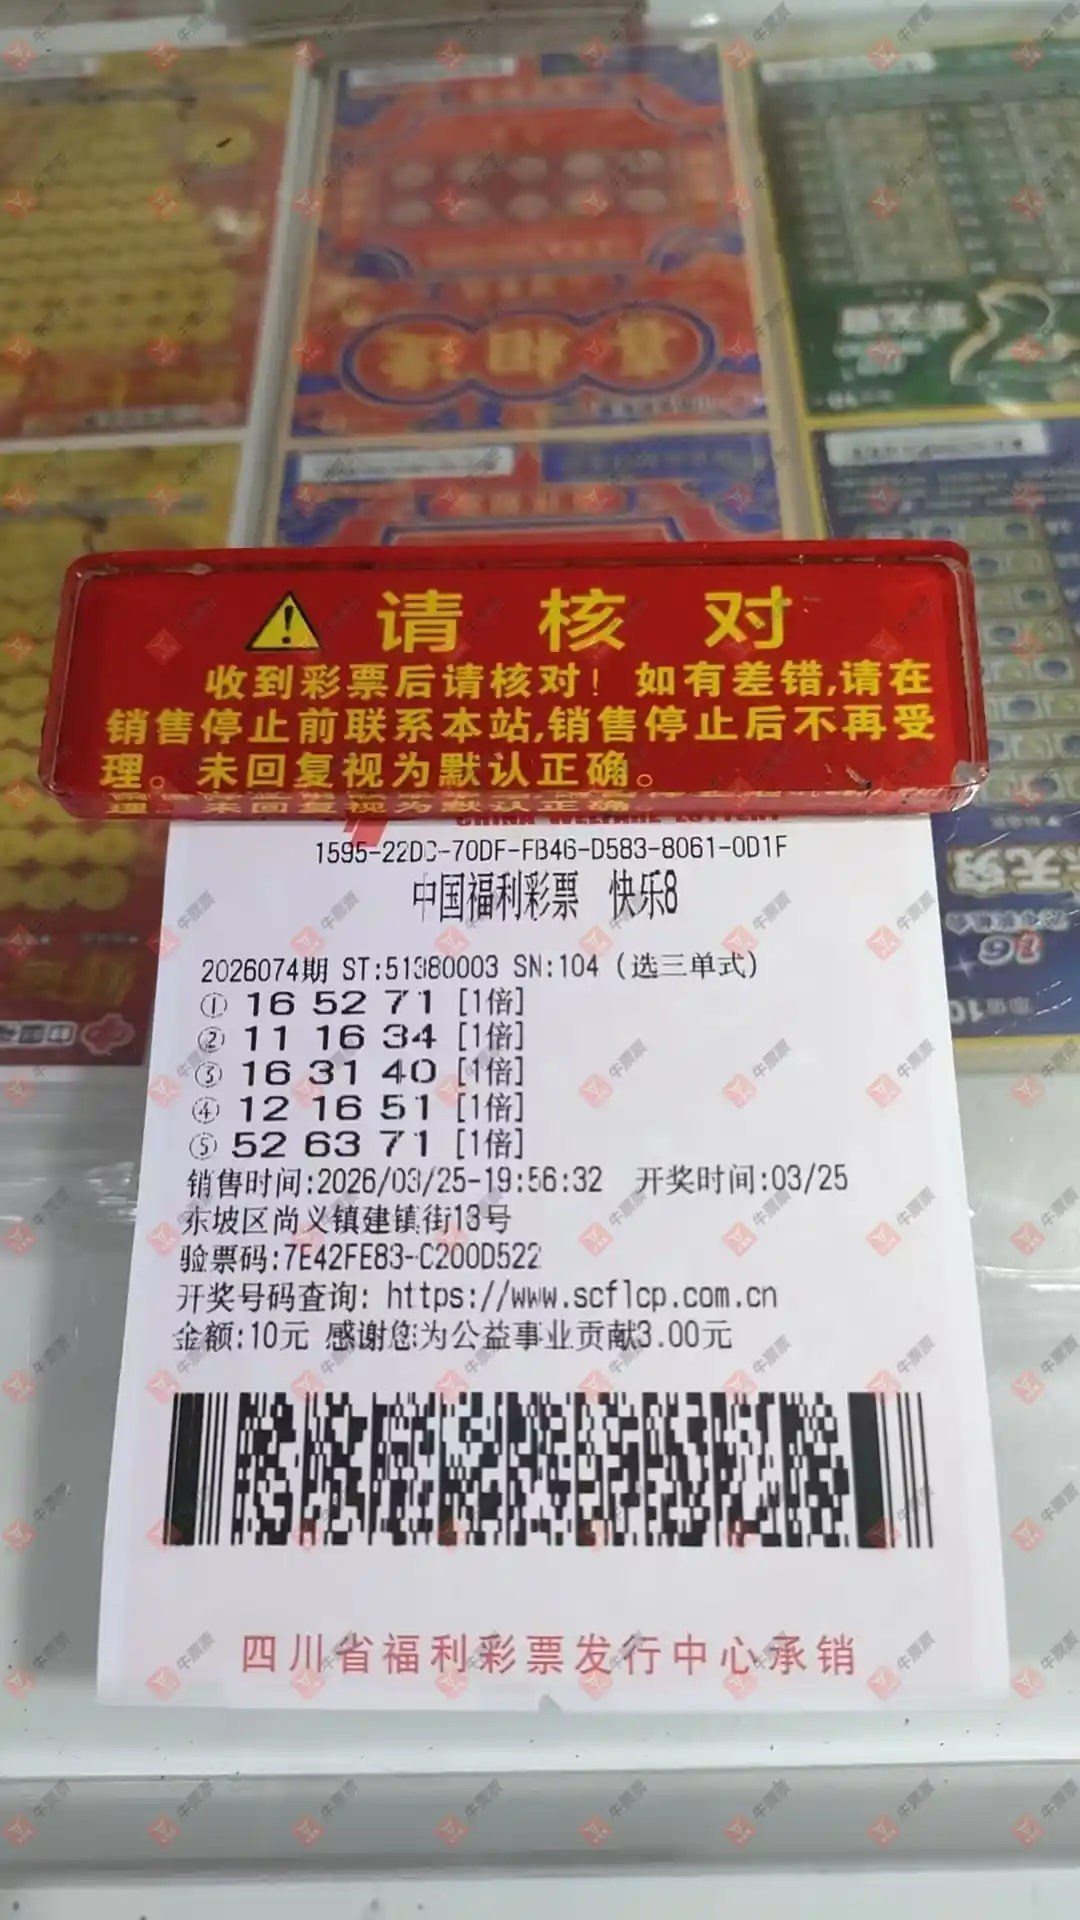 请核对
收到彩票后请核对！如有差错,请在
销售停止前联系本站,销售停止后不再受
理。未回复视为默认正确。
CHINA WELFARE LOTTERY
1595-22DC-70DF-FB46-D583-8061-0D1F
中国福利彩票 快乐8
2026074期 ST:51380003 SN:104 (选三单式)
① 16 52 71 [1倍]
② 11 16 34 [1倍]
③ 16 31 40 [1倍]
④ 12 16 51 [1倍]
⑤ 52 63 71 [1倍]
销售时间:2026/03/25-19:56:32 开奖时间:03/25
东坡区尚义镇建镇街13号
验票码:7E42FE83-C200D522
开奖号码查询: https://www.scflcp.com.cn
金额:10元 感谢您为公益事业贡献3.00元
四川省福利彩票发行中心承销
牛票票